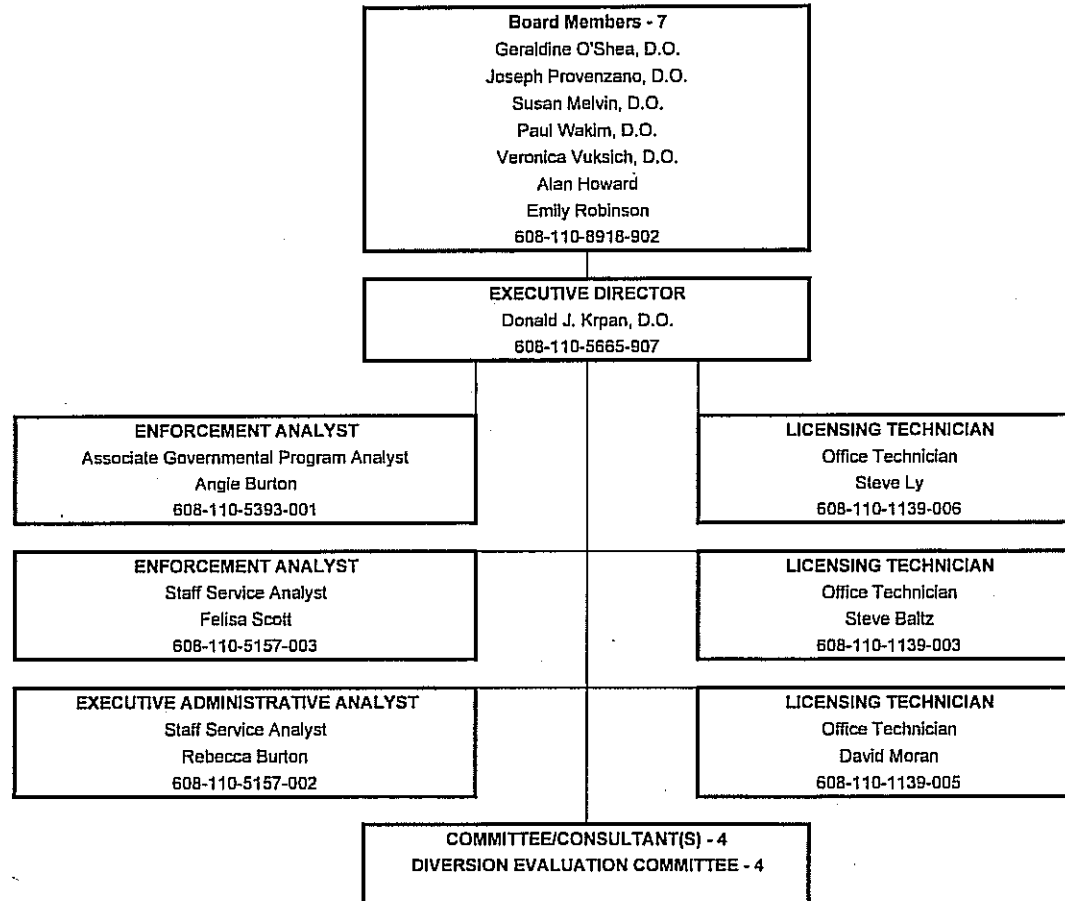 Board Members - 7
Geraldine O'Shea, D.O.
Joseph Provenzano, D.O.
Susan Melvin, D.O.
Paul Wakim, D.O.
Veronica Vuksich, D.O.
Alan Howard
Emily Robinson
608-110-8918-902
EXECUTIVE DIRECTOR
Donald J. Krpan, D.O.
608-110-5665-907
ENFORCEMENT ANALYST
Associate Governmental Program Analyst
Angie Burton
608-110-5393-001
LICENSING TECHNICIAN
Office Technician
Steve Ly
608-110-1139-006
ENFORCEMENT ANALYST
Staff Service Analyst
Felisa Scott
608-110-5157-003
LICENSING TECHNICIAN
Office Technician
Steve Baltz
608-110-1139-003
EXECUTIVE ADMINISTRATIVE ANALYST
Staff Service Analyst
Rebecca Burton
608-110-5157-002
LICENSING TECHNICIAN
Office Technician
David Moran
608-110-1139-005
COMMITTEE/CONSULTANT(S) - 4
DIVERSION EVALUATION COMMITTEE - 4